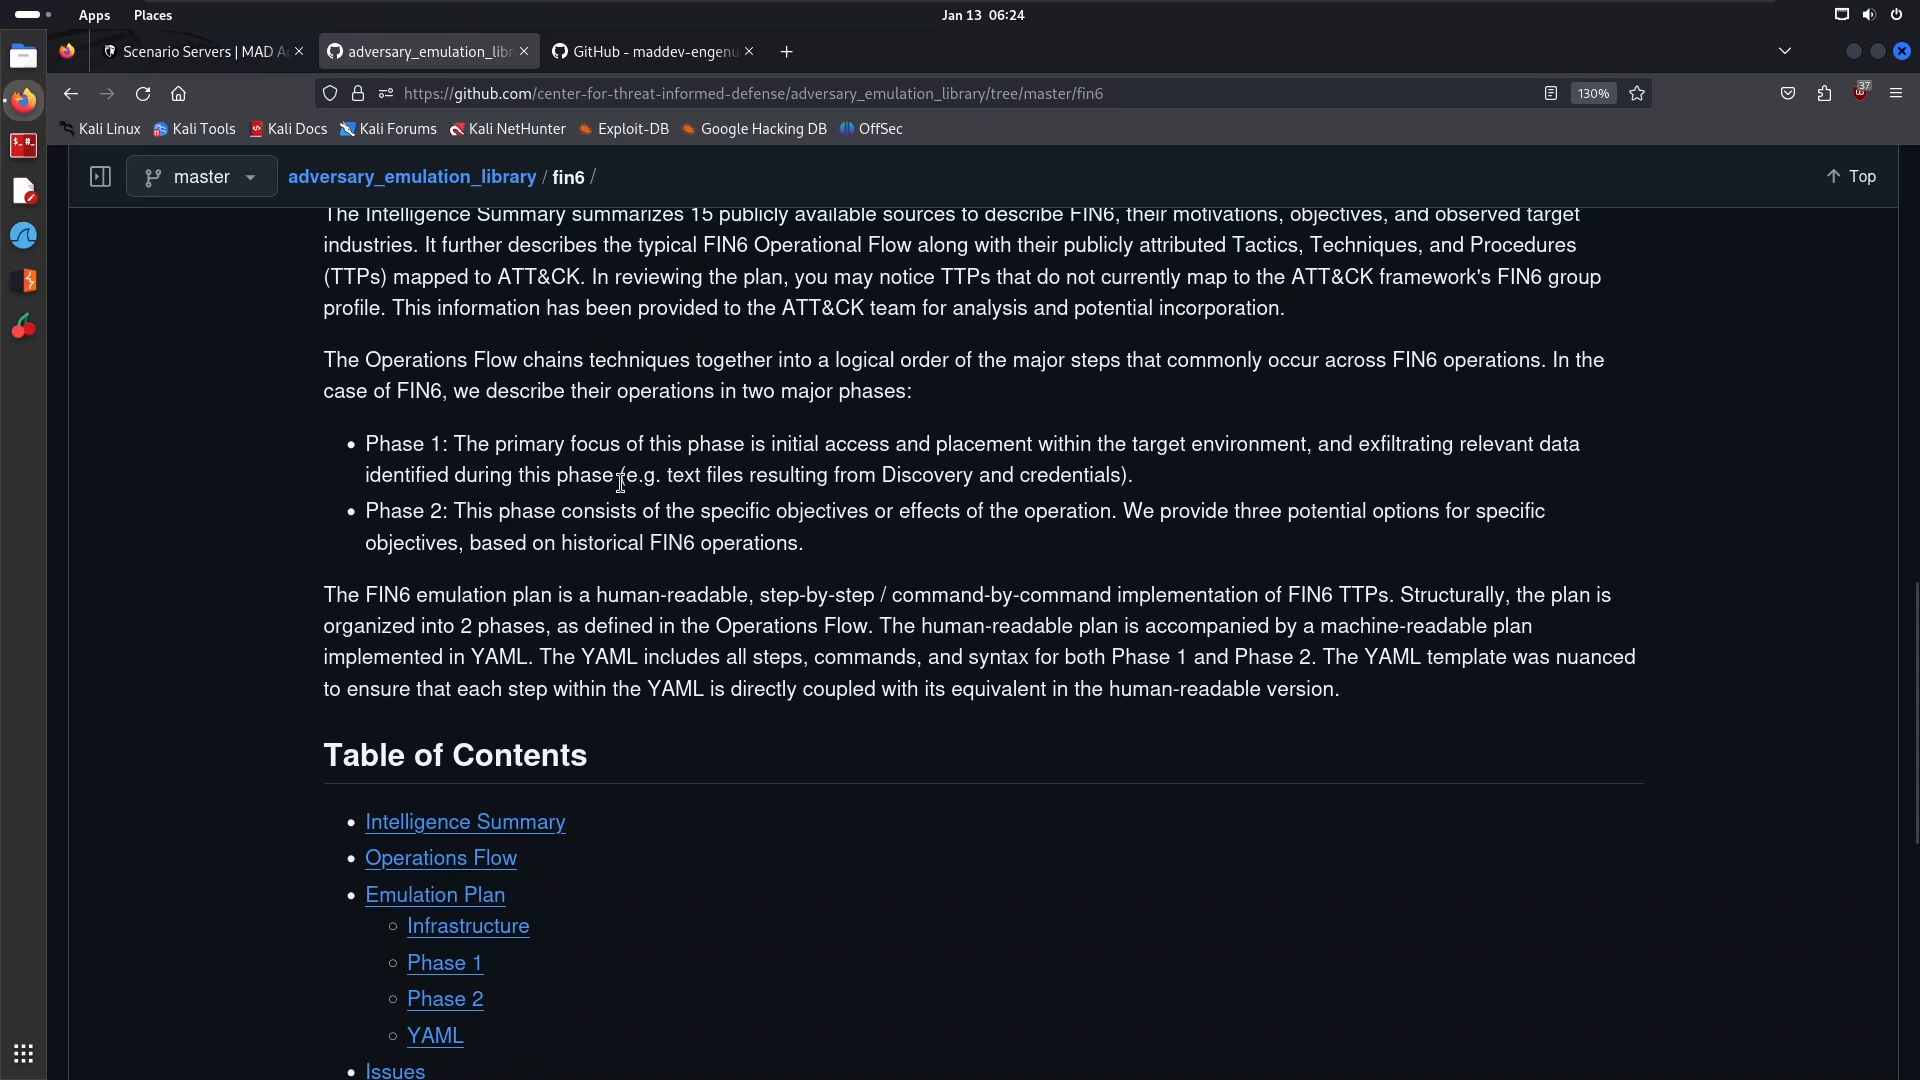 Apps Places Jan 13 06:24
Scenario Servers | MAD A adversary_emulation_libr GitHub - maddev-engenu
https://github.com/center-for-threat-informed-defense/adversary_emulation_library/tree/master/fin6 130% 37
Kali Linux Kali Tools Kali Docs Kali Forums Kali NetHunter Exploit-DB Google Hacking DB OffSec
master adversary_emulation_library / fin6 / Top
The Intelligence Summary summarizes 15 publicly available sources to describe FIN6, their motivations, objectives, and observed target
industries. It further describes the typical FIN6 Operational Flow along with their publicly attributed Tactics, Techniques, and Procedures
(TTPs) mapped to ATT&CK. In reviewing the plan, you may notice TTPs that do not currently map to the ATT&CK framework's FIN6 group
profile. This information has been provided to the ATT&CK team for analysis and potential incorporation.
The Operations Flow chains techniques together into a logical order of the major steps that commonly occur across FIN6 operations. In the
case of FIN6, we describe their operations in two major phases:
• Phase 1: The primary focus of this phase is initial access and placement within the target environment, and exfiltrating relevant data
identified during this phase (e.g. text files resulting from Discovery and credentials).
• Phase 2: This phase consists of the specific objectives or effects of the operation. We provide three potential options for specific
objectives, based on historical FIN6 operations.
The FIN6 emulation plan is a human-readable, step-by-step / command-by-command implementation of FIN6 TTPs. Structurally, the plan is
organized into 2 phases, as defined in the Operations Flow. The human-readable plan is accompanied by a machine-readable plan
implemented in YAML. The YAML includes all steps, commands, and syntax for both Phase 1 and Phase 2. The YAML template was nuanced
to ensure that each step within the YAML is directly coupled with its equivalent in the human-readable version.
Table of Contents
• Intelligence Summary
• Operations Flow
• Emulation Plan
○ Infrastructure
○ Phase 1
○ Phase 2
○ YAML
• Issues